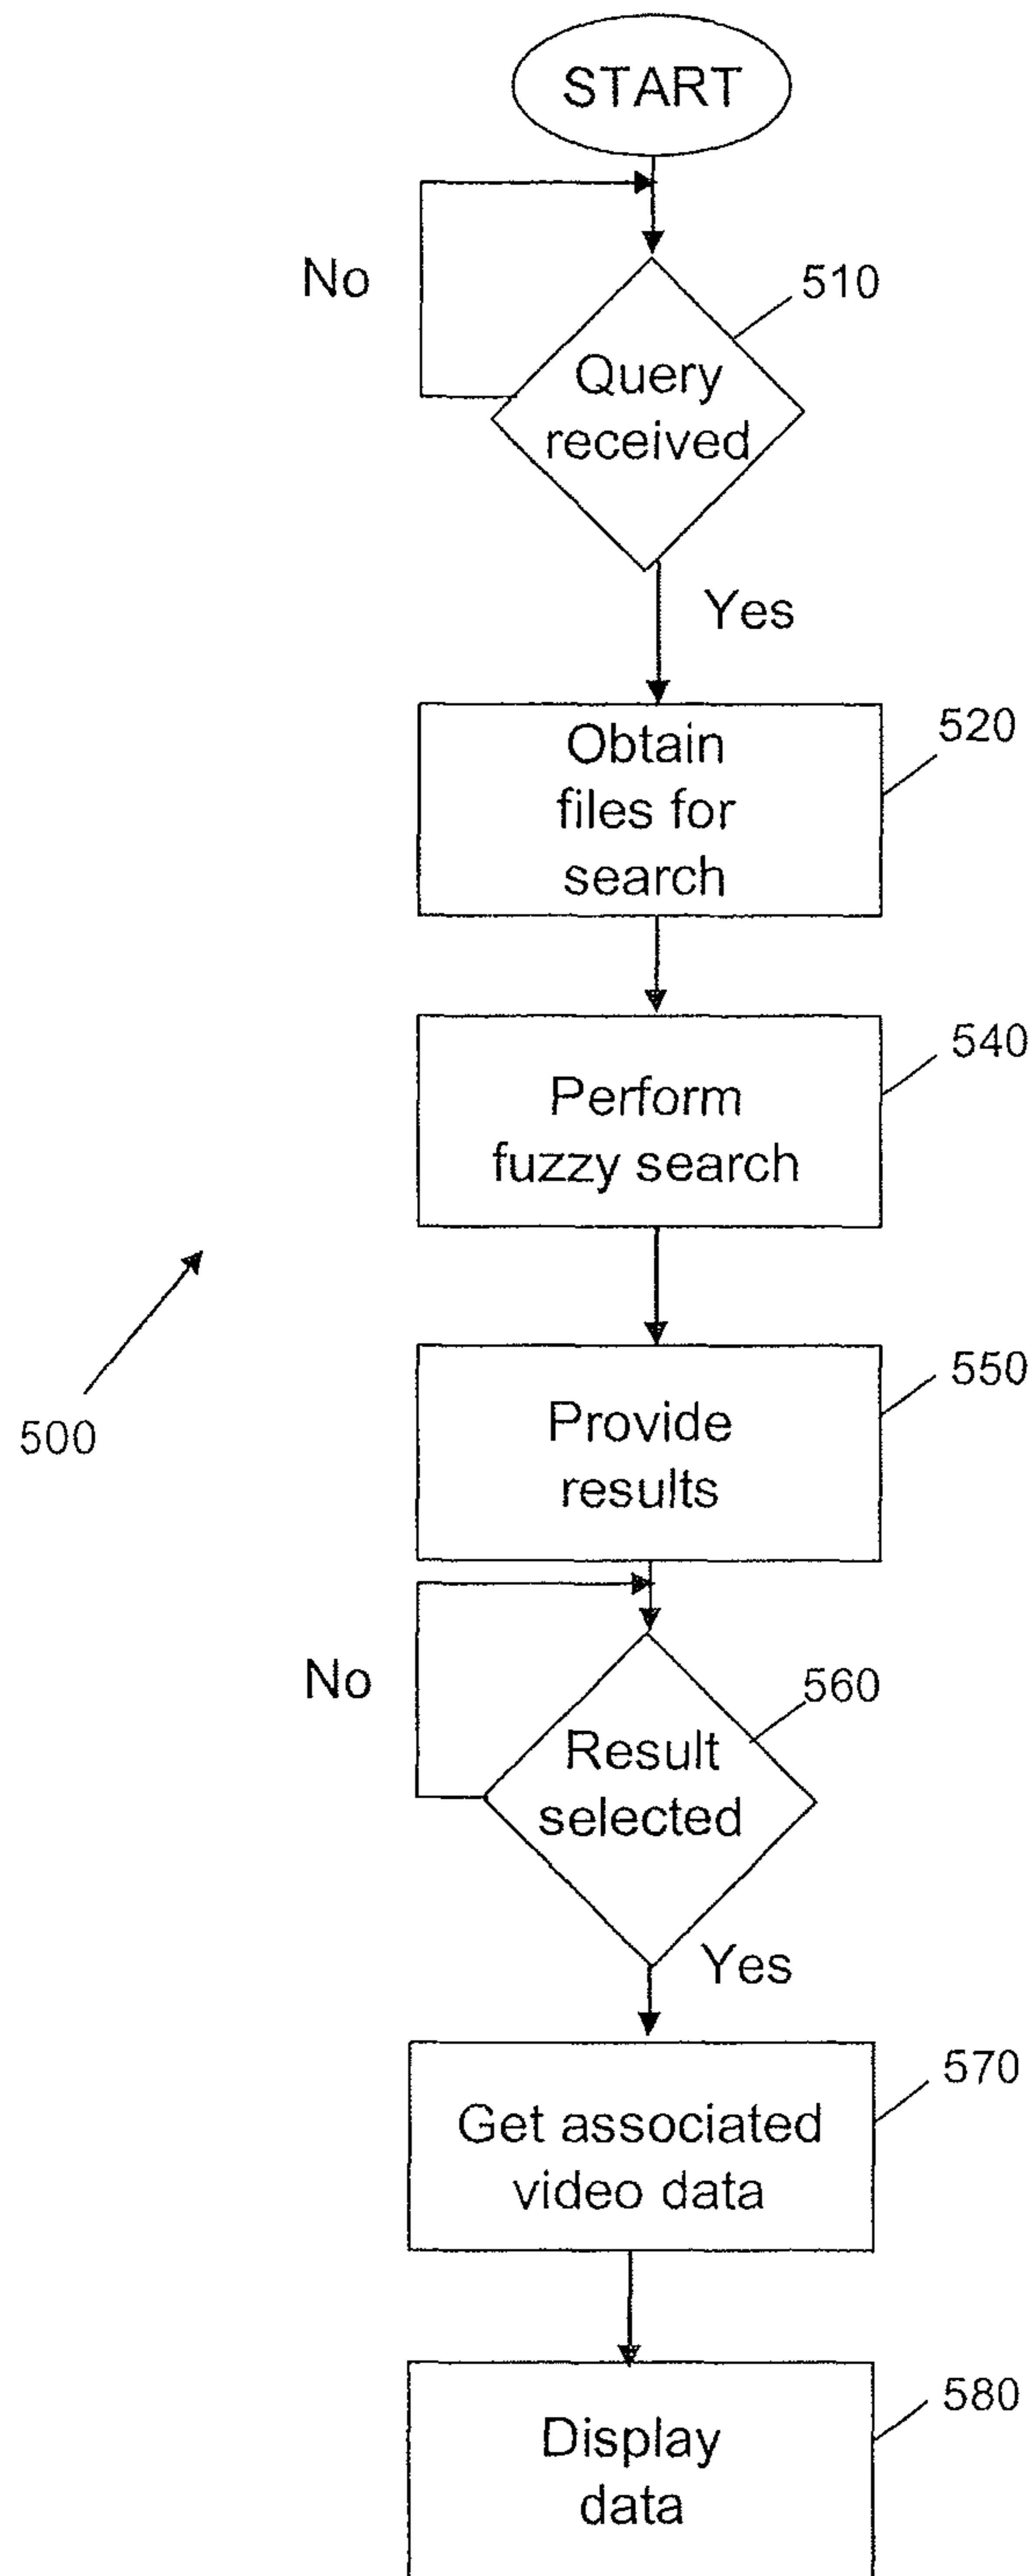 START
No
510
Query
received
Yes
520
Obtain
files for
search
540
Perform
fuzzy search
550
Provide
results
500
No
560
Result
selected
Yes
570
Get associated
video data
580
Display
data